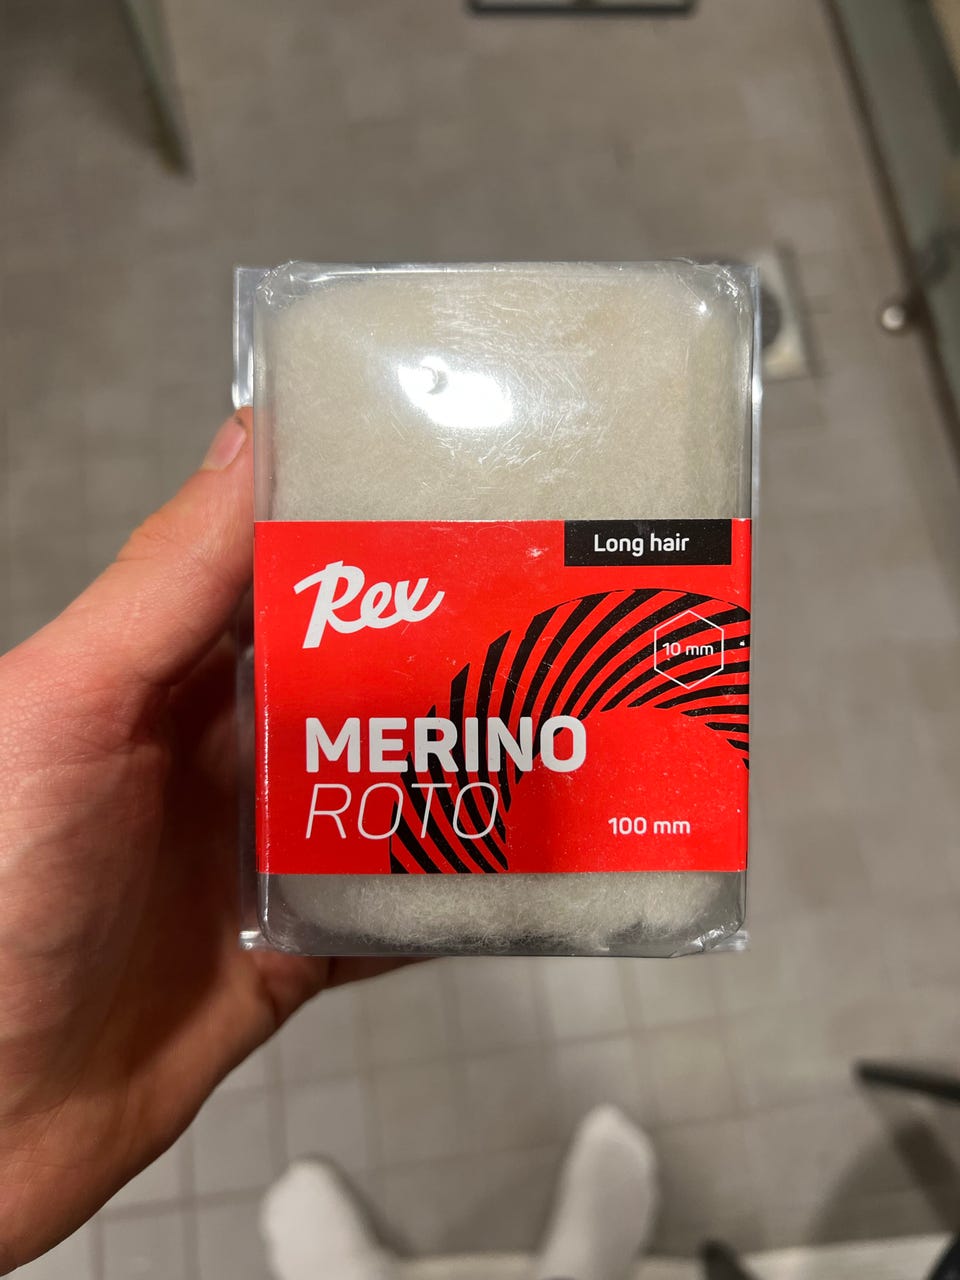 Long hair
Rex
10 mm
MERINO
ROTO
100 mm